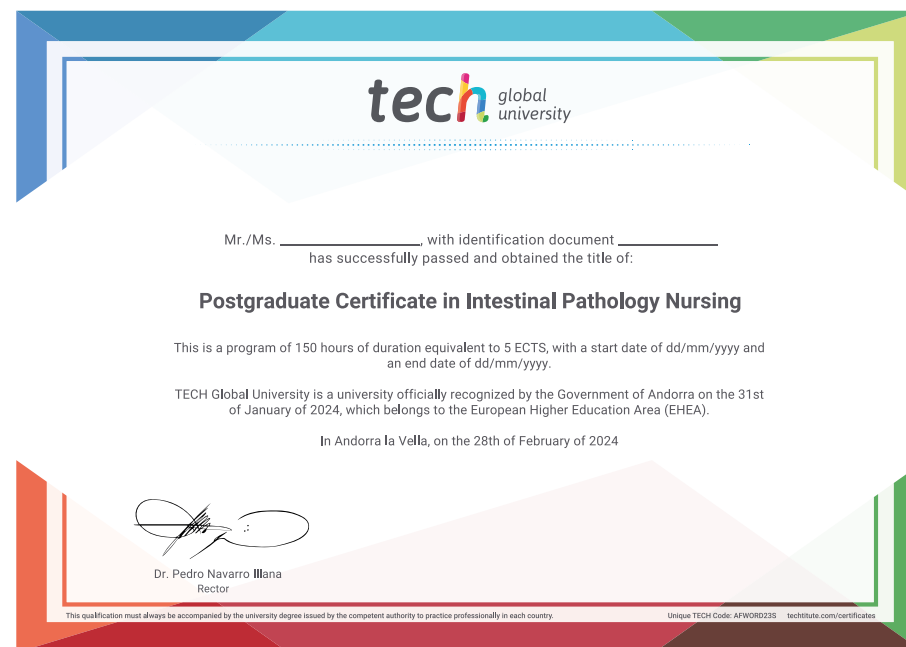 tech global university
Mr./Ms. ____________________, with identification document ______________
has successfully passed and obtained the title of:
Postgraduate Certificate in Intestinal Pathology Nursing
This is a program of 150 hours of duration equivalent to 5 ECTS, with a start date of dd/mm/yyyy and
an end date of dd/mm/yyyy.
TECH Global University is a university officially recognized by the Government of Andorra on the 31st
of January of 2024, which belongs to the European Higher Education Area (EHEA).
In Andorra la Vella, on the 28th of February of 2024
Dr. Pedro Navarro Illana
Rector
This qualification must always be accompanied by the university degree issued by the competent authority to practice professionally in each country.
Unique TECH Code: AFWORD23S techtitute.com/certificates